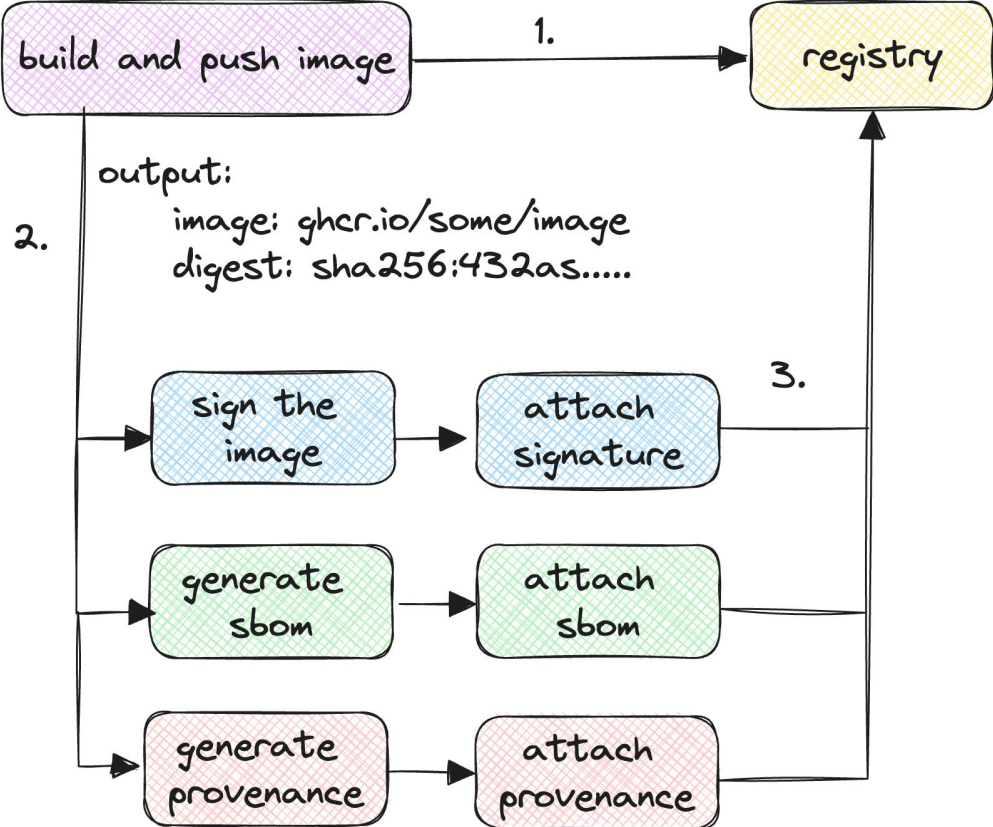 build and push image
1.
registry
output:
image: ghcr.io/some/image
2.
digest: sha256:432as.....
3.
sign the
image
attach
signature
generate
sbom
attach
sbom
generate
provenance
attach
provenance